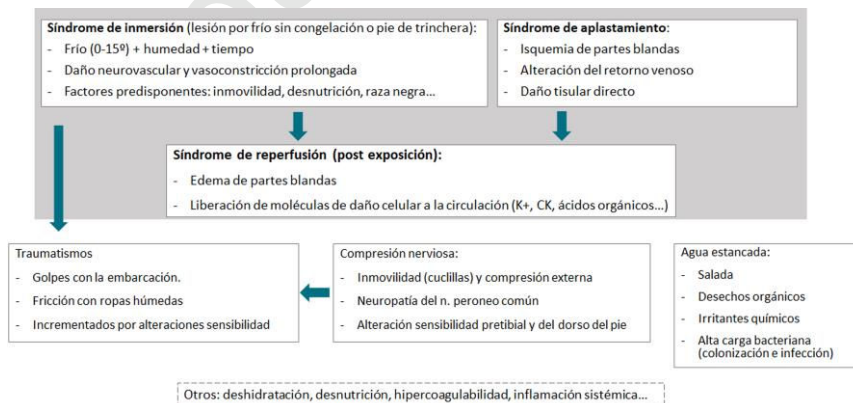 Síndrome de inmersión (lesión por frío sin congelación o pie de trinchera):
- Frío (0-15º) + humedad + tiempo
- Daño neurovascular y vasoconstricción prolongada
- Factores predisponentes: inmovilidad, desnutrición, raza negra...
Síndrome de aplastamiento:
- Isquemia de partes blandas
- Alteración del retorno venoso
- Daño tisular directo
Síndrome de reperfusión (post exposición):
- Edema de partes blandas
- Liberación de moléculas de daño celular a la circulación (K+, CK, ácidos orgánicos...)
Traumatismos
- Golpes con la embarcación.
- Fricción con ropas húmedas
- Incrementados por alteraciones sensibilidad
Compresión nerviosa:
- Inmovilidad (cuclillas) y compresión externa
- Neuropatía del n. peroneo común
- Alteración sensibilidad pretibial y del dorso del pie
Agua estancada:
- Salada
- Desechos orgánicos
- Irritantes químicos
- Alta carga bacteriana
(colonización e infección)
Otros: deshidratación, desnutrición, hipercoagulabilidad, inflamación sistémica...